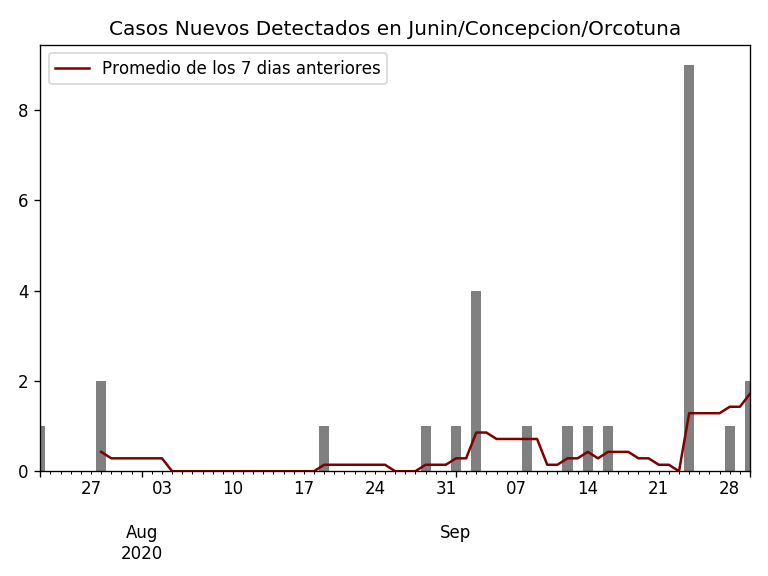 Casos Nuevos Detectados en Junin/Concepcion/Orcotuna
Promedio de los 7 dias anteriores
8
6
4
2
0
27 03 10 17 24 31 07 14 21 28
Aug Sep
2020